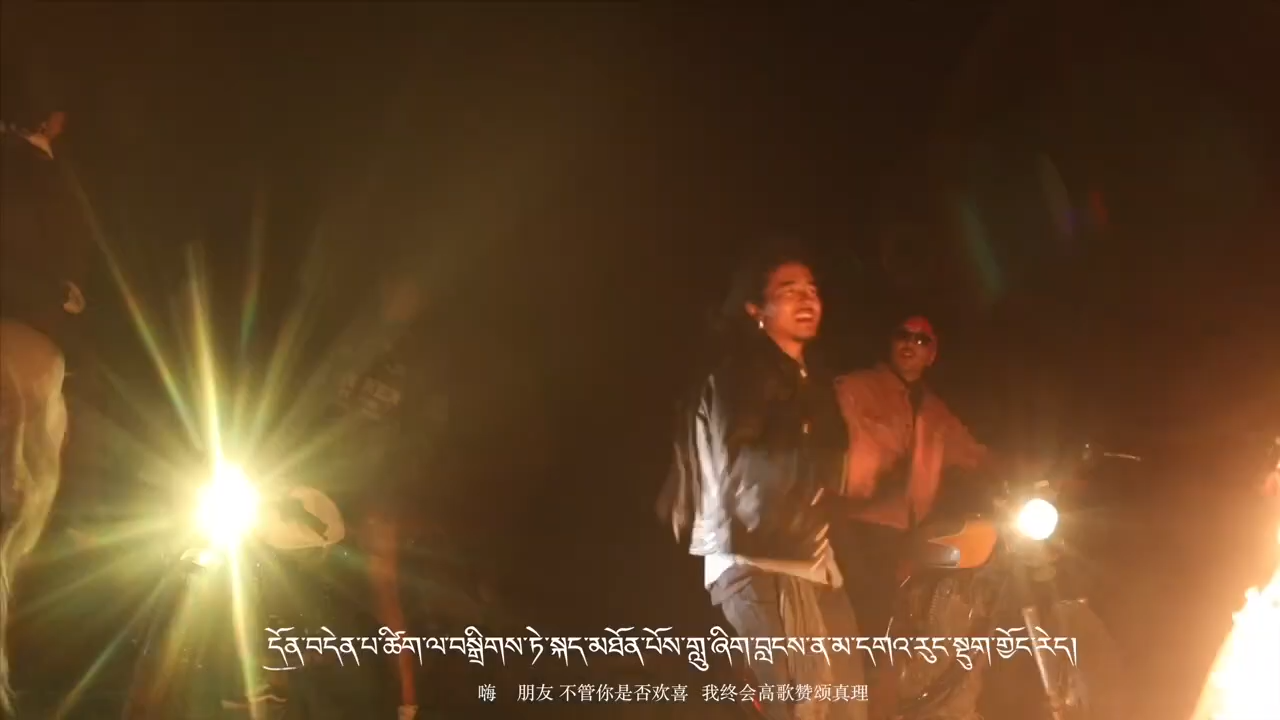 དོན་བདེན་པ་ཚིག་ལ་བསྒྲིགས་ཏེ་སྐད་མཐོན་པོས་གླུ་ཞིག་བླངས་ན་མ་དགའ་རུང་སྡུག་གྱོང་རེད།
嗨 朋友 不管你是否欢喜 我终会高歌赞颂真理